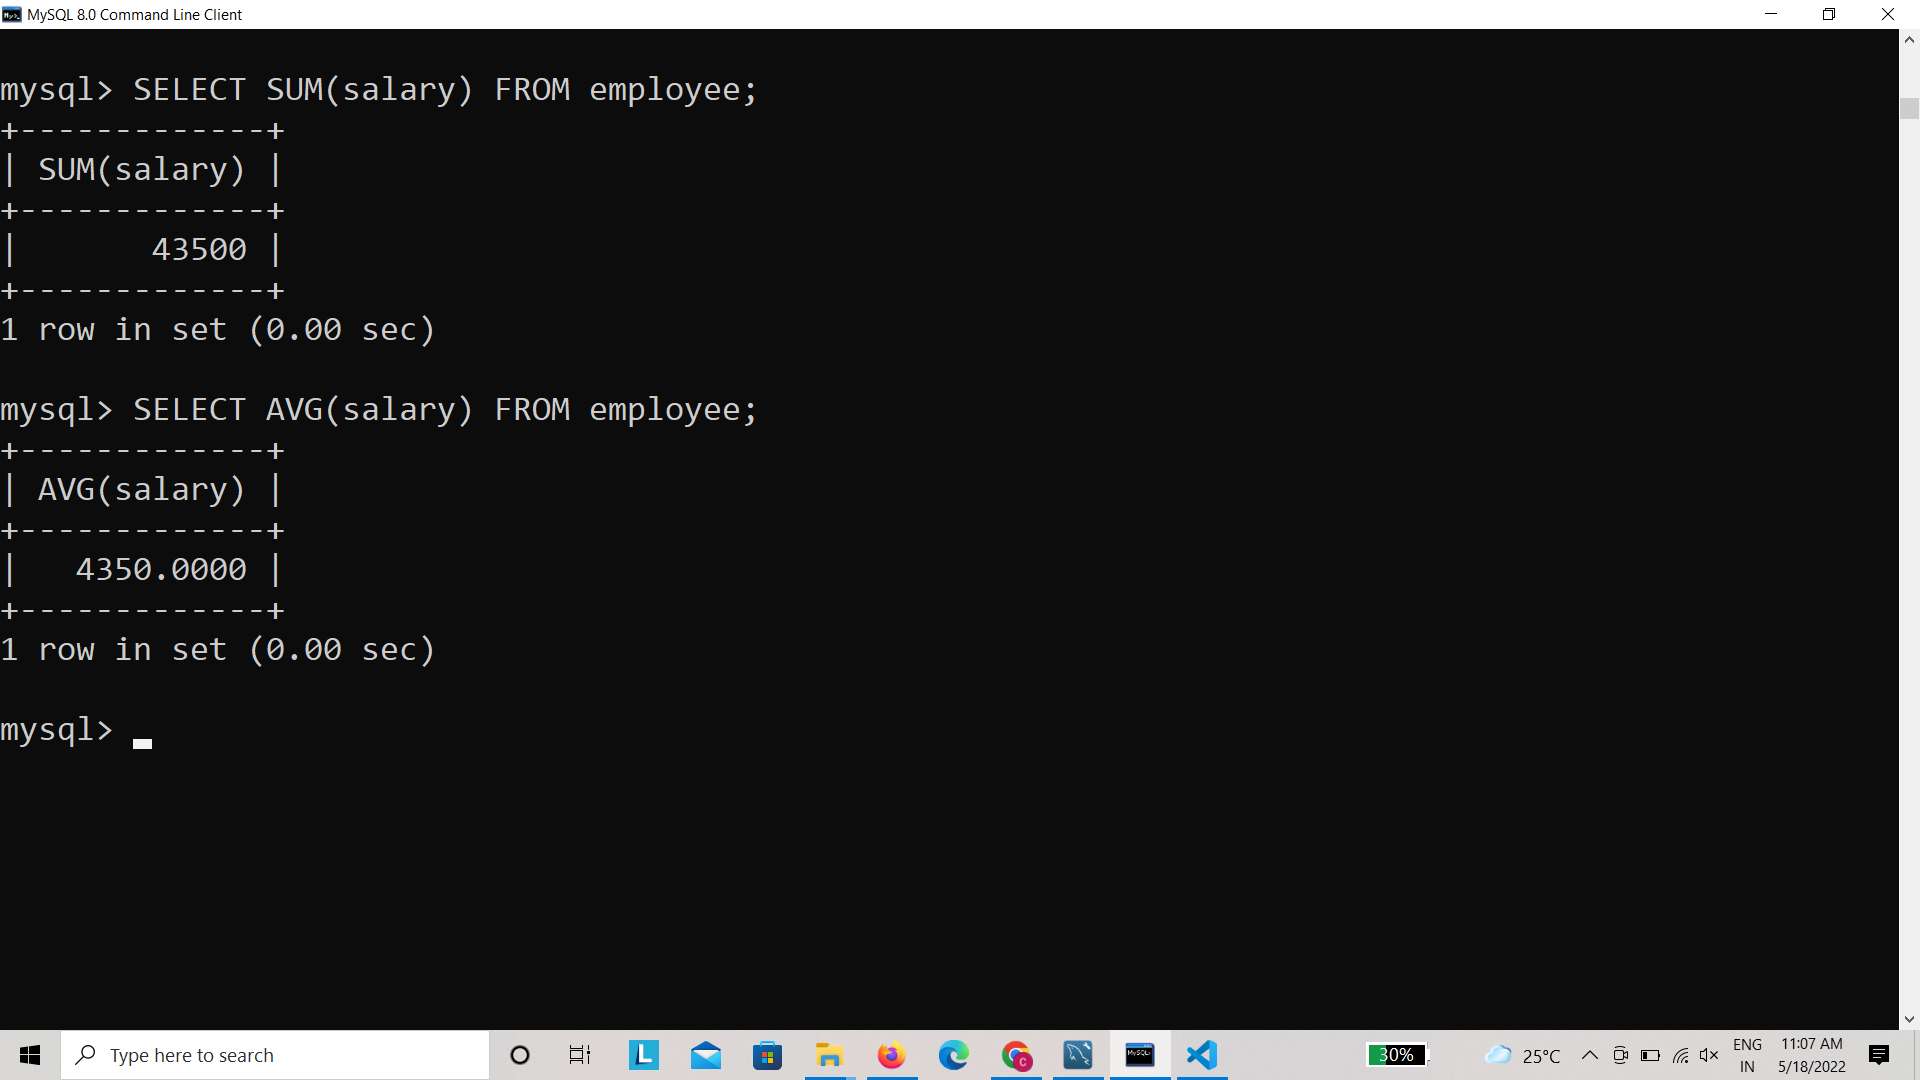 MySQL 8.0 Command Line Client
mysql> SELECT SUM(salary) FROM employee;
+-------------+
| SUM(salary) |
+-------------+
|       43500 |
+-------------+
1 row in set (0.00 sec)
mysql> SELECT AVG(salary) FROM employee;
+-------------+
| AVG(salary) |
+-------------+
|   4350.0000 |
+-------------+
1 row in set (0.00 sec)
mysql>
Type here to search
L
C
MySQL
30%
25°C
ENG
IN
11:07 AM
5/18/2022